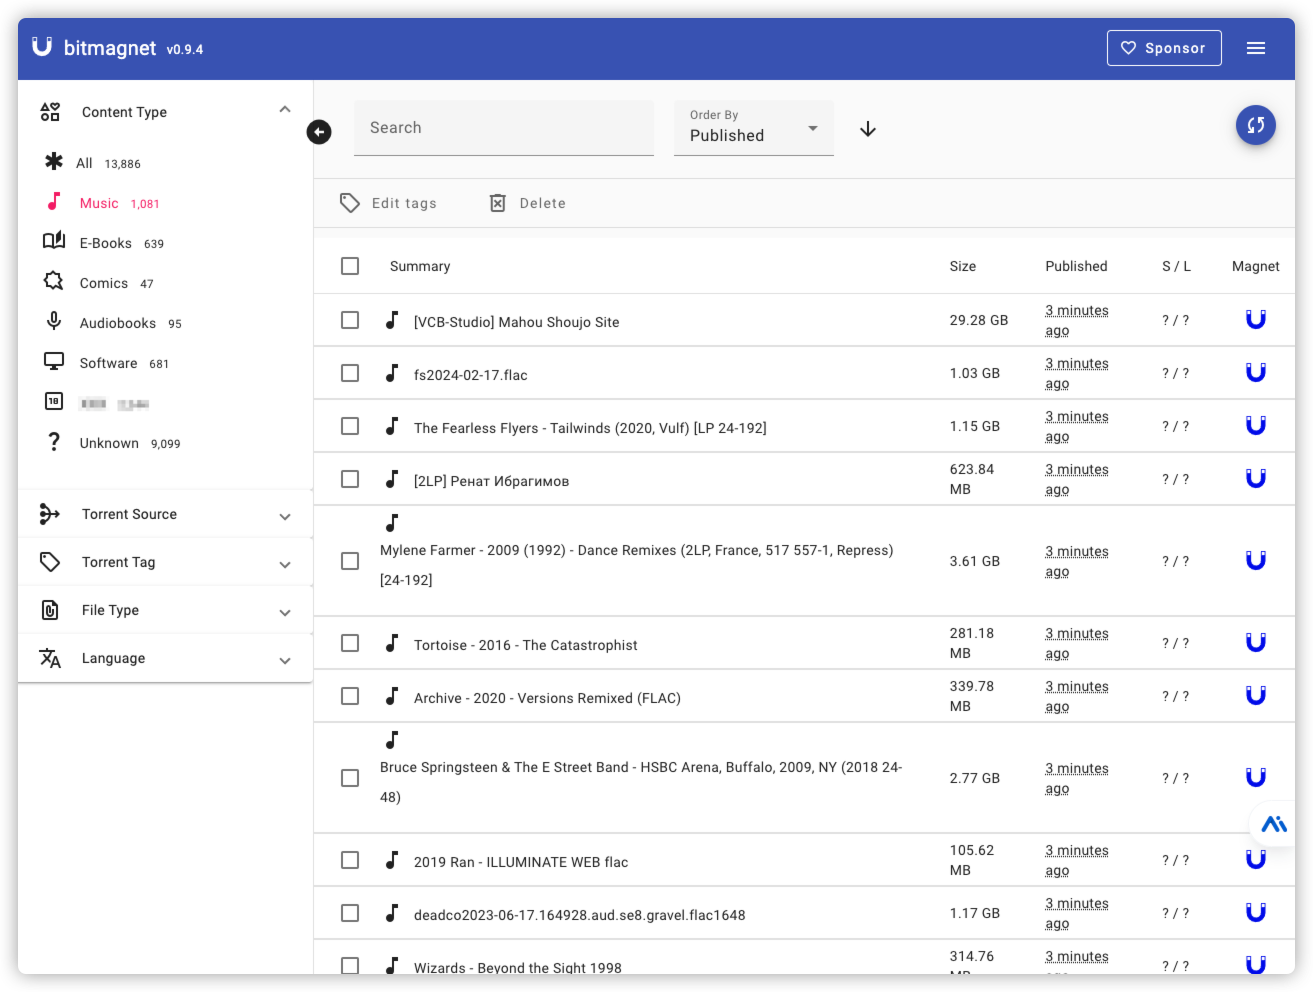 bitmagnet v0.9.4
Sponsor
Content Type
All 13,886
Music 1,081
E-Books 639
Comics 47
Audiobooks 95
Software 681
18
Unknown 9,099
Torrent Source
Torrent Tag
File Type
Language
Search
Order By
Published
Edit tags
Delete
Summary Size Published S / L Magnet
[VCB-Studio] Mahou Shoujo Site 29.28 GB 3 minutes ago ? / ?
fs2024-02-17.flac 1.03 GB 3 minutes ago ? / ?
The Fearless Flyers - Tailwinds (2020, Vulf) [LP 24-192] 1.15 GB 3 minutes ago ? / ?
[2LP] Ренат Ибрагимов 623.84 MB 3 minutes ago ? / ?
Mylene Farmer - 2009 (1992) - Dance Remixes (2LP, France, 517 557-1, Repress)
[24-192] 3.61 GB 3 minutes ago ? / ?
Tortoise - 2016 - The Catastrophist 281.18 MB 3 minutes ago ? / ?
Archive - 2020 - Versions Remixed (FLAC) 339.78 MB 3 minutes ago ? / ?
Bruce Springsteen & The E Street Band - HSBC Arena, Buffalo, 2009, NY (2018 24-
48) 2.77 GB 3 minutes ago ? / ?
2019 Ran - ILLUMINATE WEB flac 105.62 MB 3 minutes ago ? / ?
deadco2023-06-17.164928.aud.se8.gravel.flac1648 1.17 GB 3 minutes ago ? / ?
Wizards - Beyond the Sight 1998 314.76 MB 3 minutes ? / ?